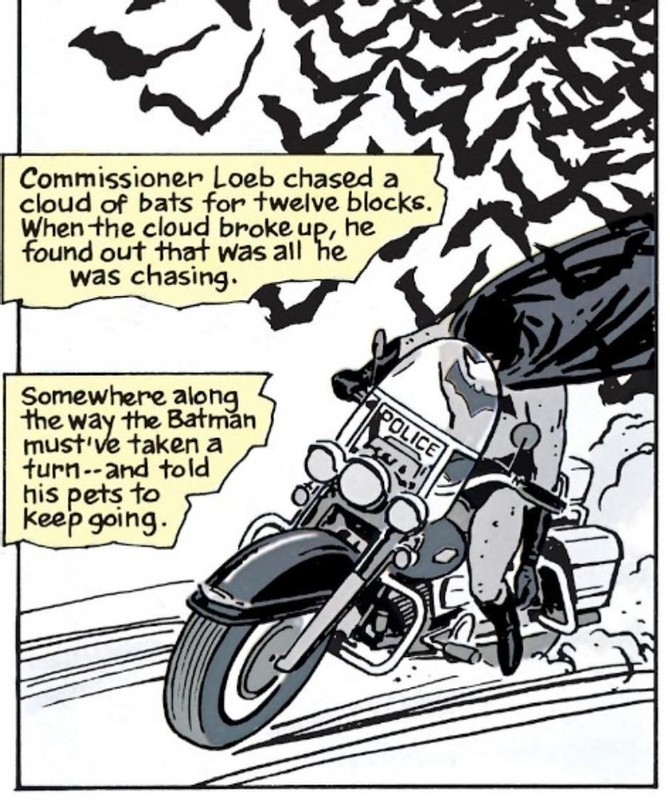 Commissioner Loeb chased a
cloud of bats for twelve blocks.
When the cloud broke up, he
found out that was all he
was chasing.
Somewhere along
the way the Batman
must've taken a
turn--and told
his pets to
keep going.
POLICE